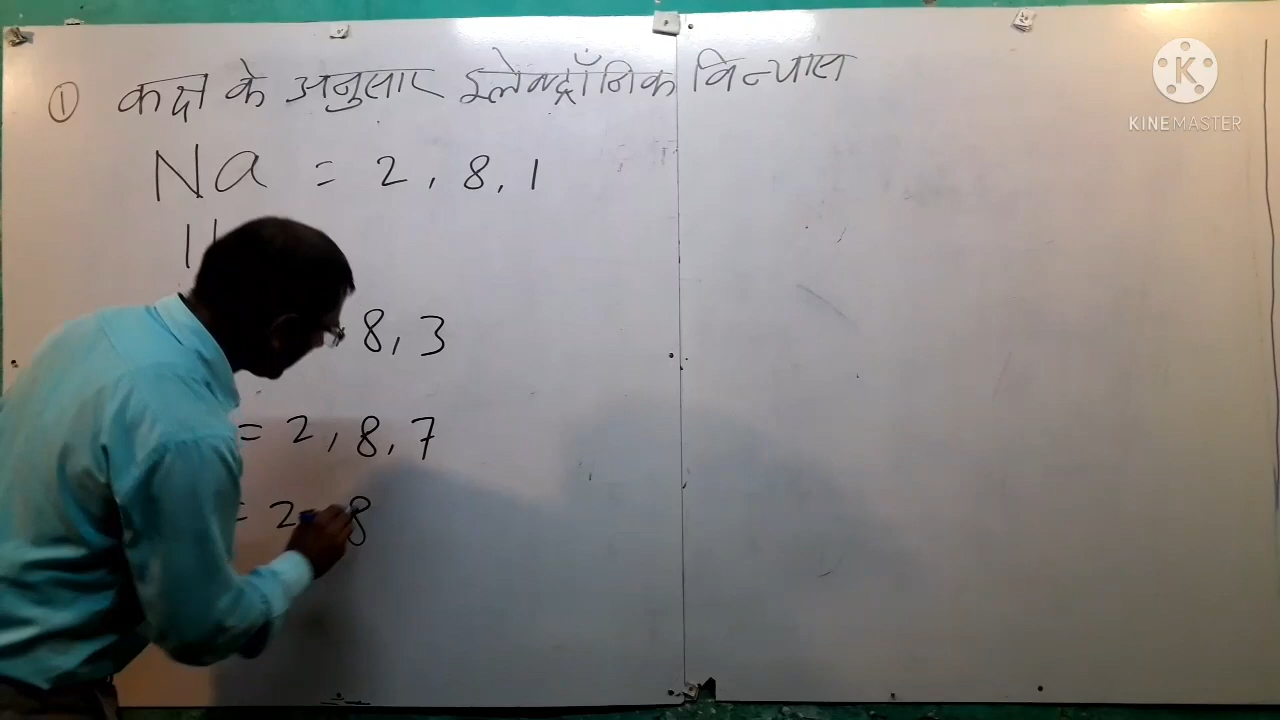 ① कक्ष के अनुसार इलेक्ट्रॉनिक विन्यास
Na = 2, 8, 1
11
8, 3
= 2, 8, 7
= 2, 8
K
KINEMASTER